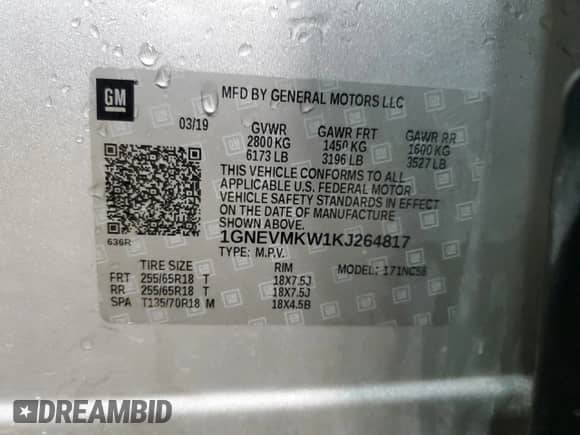 GM
MFD BY GENERAL MOTORS LLC
03/19 GVWR GAWR FRT GAWR RR
2800 KG 1450 KG 1600 KG
6173 LB 3196 LB 3527 LB
THIS VEHICLE CONFORMS TO ALL
APPLICABLE U.S. FEDERAL MOTOR
VEHICLE SAFETY STANDARDS IN
EFFECT ON THE DATE OF MANUFACTURE
SHOWN ABOVE.
636R
1GNEVMKW1KJ264817
TYPE: M.P.V. MODEL: 171NC56
TIRE SIZE RIM
FRT 255/65R18 T 18X7.5J
RR 255/65R18 T 18X7.5J
SPA T135/70R18 M 18X4.5B
DREAMBID